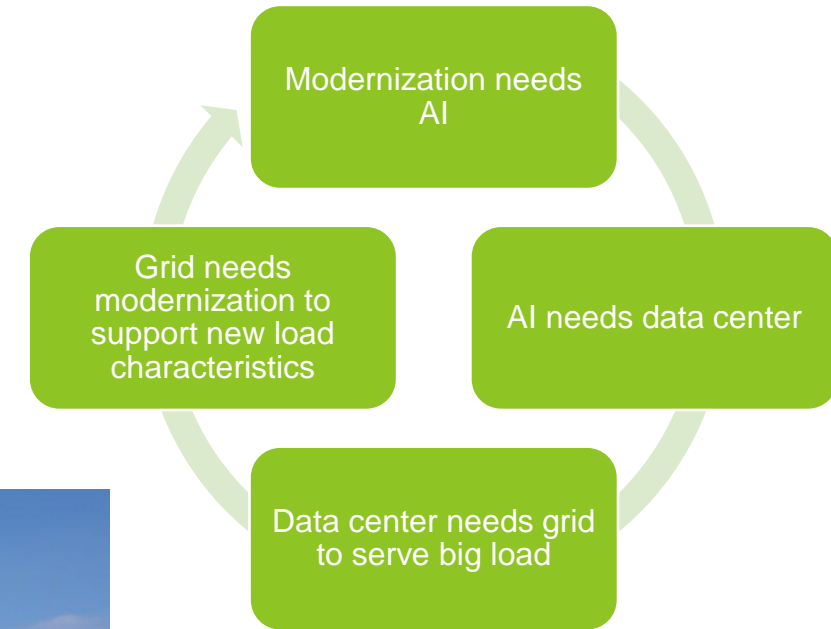 Modernization needs
AI
AI needs data center
Data center needs grid
to serve big load
Grid needs
modernization to
support new load
characteristics